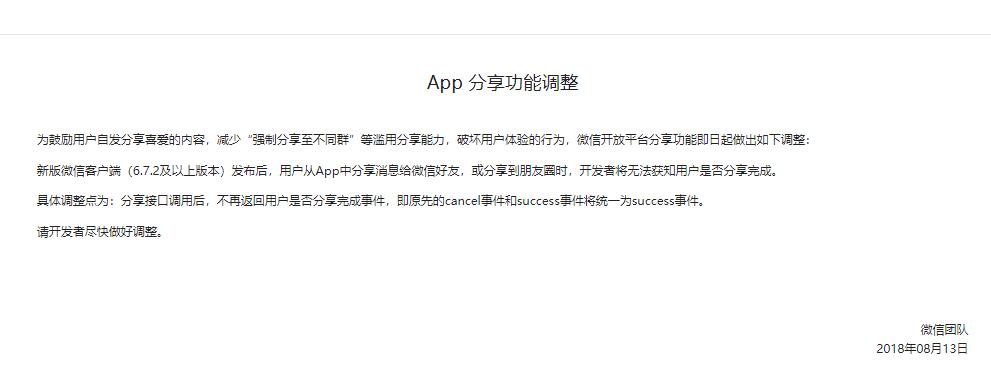 App 分享功能调整
为鼓励用户自发分享喜爱的内容，减少“强制分享至不同群”等滥用分享能力，破坏用户体验的行为，微信开放平台分享功能即日起做出如下调整：
新版微信客户端（6.7.2及以上版本）发布后，用户从App中分享消息给微信好友，或分享到朋友圈时，开发者将无法获知用户是否分享完成。
具体调整点为：分享接口调用后，不再返回用户是否分享完成事件，即原先的cancel事件和success事件将统一为success事件。
请开发者尽快做好调整。
微信团队
2018年08月13日